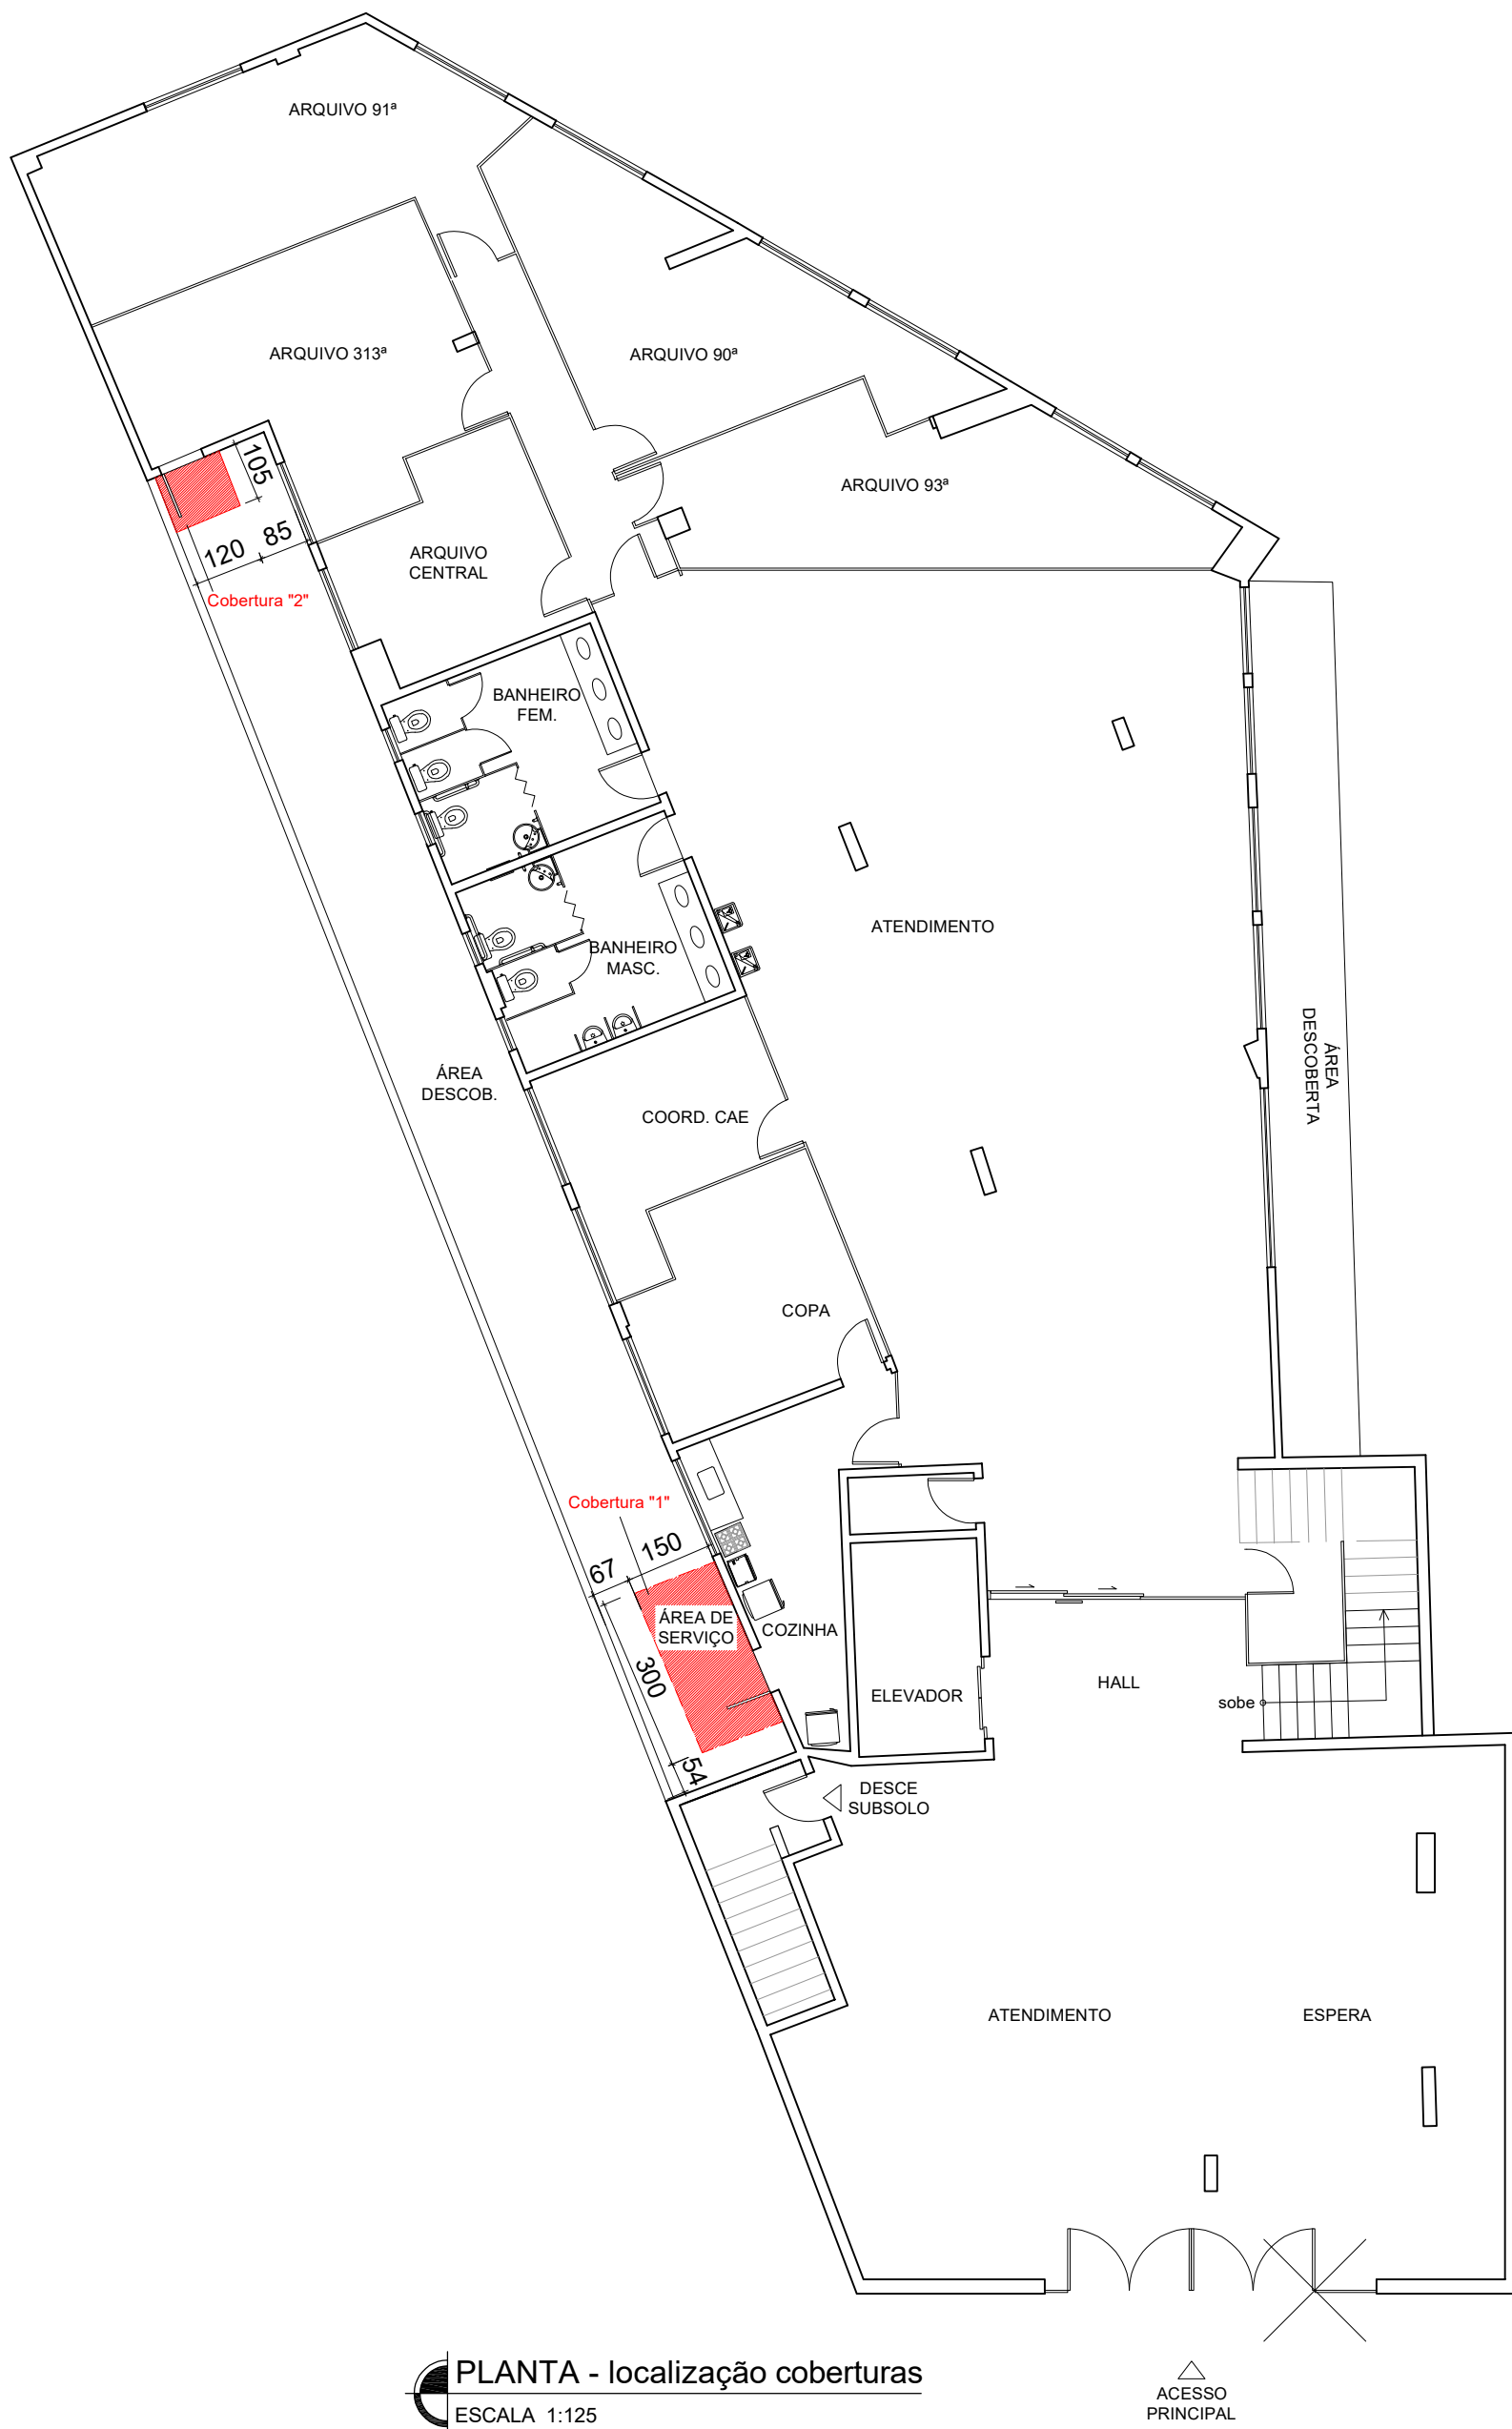 ARQUIVO 91ª
ARQUIVO 313ª
ARQUIVO 90ª
105
120
85
Cobertura "2"
ARQUIVO 93ª
ARQUIVO
CENTRAL
BANHEIRO
FEM.
ATENDIMENTO
BANHEIRO
MASC.
ÁREA
DESCOB.
ÁREA
DESCOBERTA
COORD. CAE
COPA
Cobertura "1"
67
150
ÁREA DE
SERVIÇO
300
54
COZINHA
ELEVADOR
HALL
sobe
DESCE
SUBSOLO
ATENDIMENTO
ESPERA
PLANTA - localização coberturas
ESCALA 1:125
ACESSO
PRINCIPAL